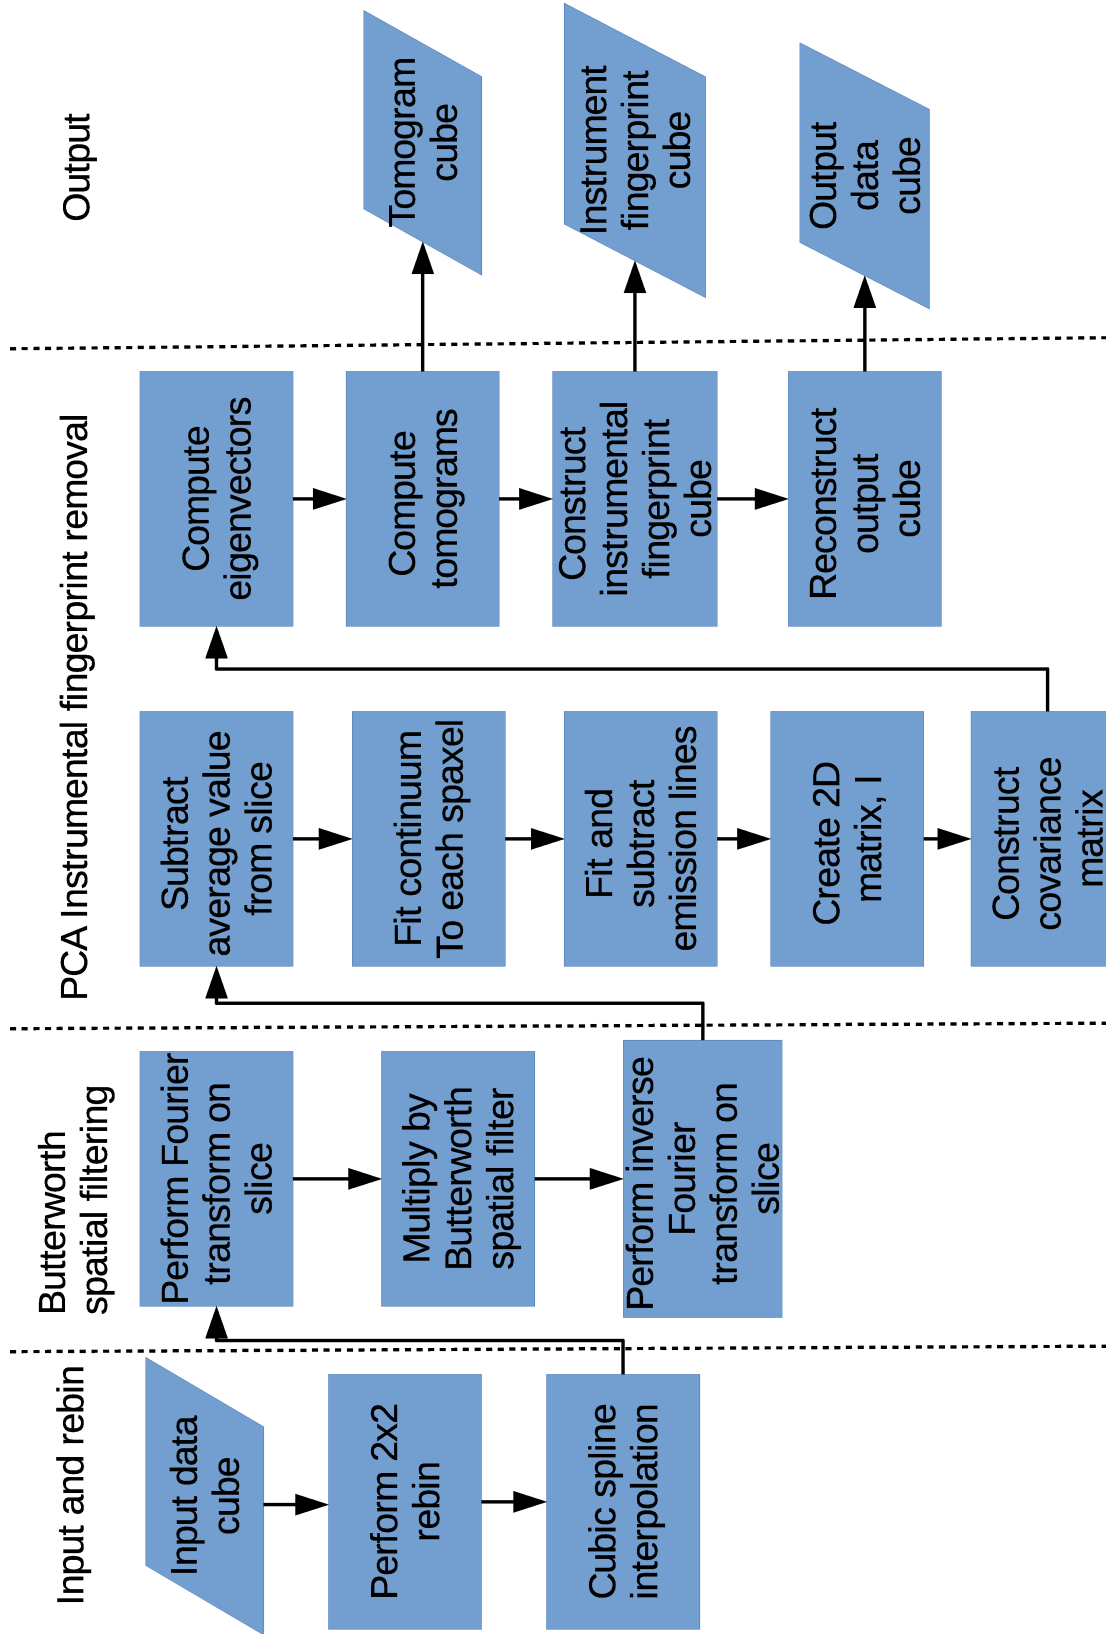 Input and rebin
Input data
cube
Perform 2x2
rebin
Cubic spline
interpolation
Butterworth
spatial filtering
Perform Fourier
transform on
slice
Multiply by
Butterworth
spatial filter
Perform inverse
Fourier
transform on
slice
PCA Instrumental fingerprint removal
Subtract
average value
from slice
Fit continuum
To each spaxel
Fit and
subtract
emission lines
Create 2D
matrix, I
Construct
covariance
matrix
Compute
eigenvectors
Compute
tomograms
Construct
instrumental
fingerprint
cube
Reconstruct
output
cube
Output
Tomogram
cube
Instrument
fingerprint
cube
Output
data
cube